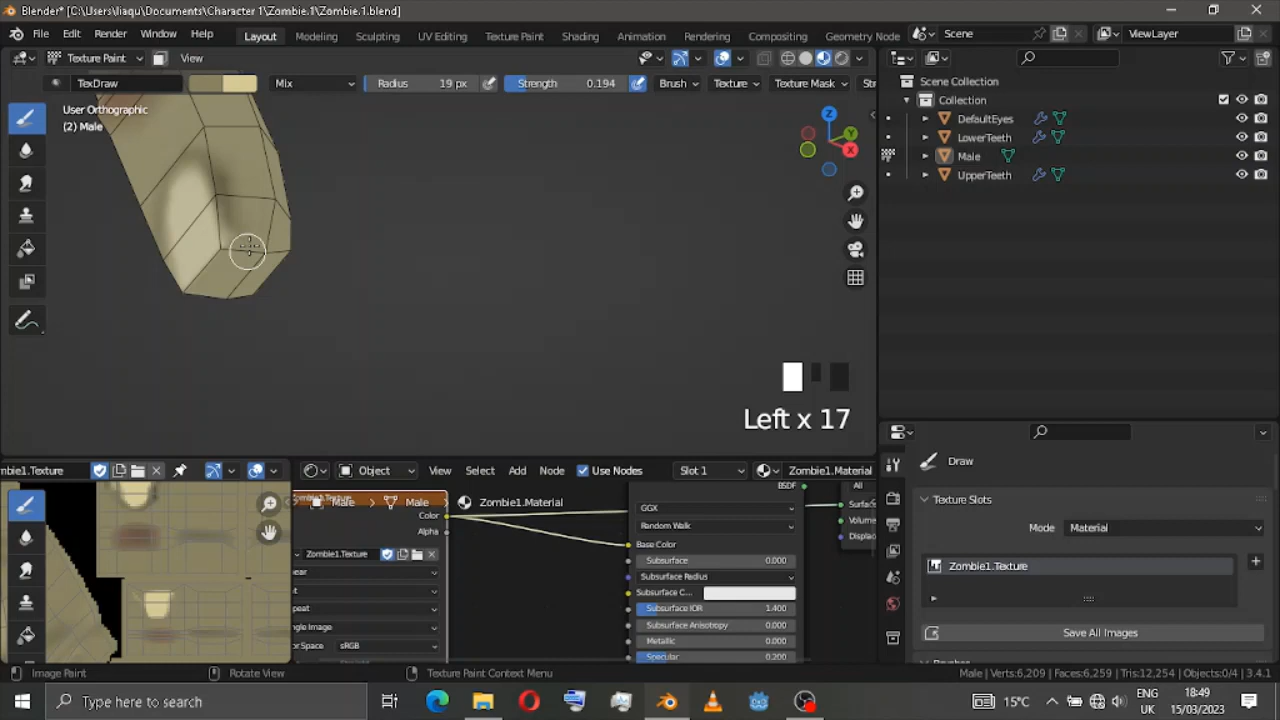 Blender* [C:\Users\liaqu\Documents\Character 1\Zombie.1\Zombie.1.blend]
File Edit Render Window Help Layout Modeling Sculpting UV Editing Texture Paint Shading Animation Rendering Compositing Geometry Node Scene ViewLayer
Texture Paint View
TexDraw Mix Radius 19 px Strength 0.194 Brush Texture Texture Mask Str
User Orthographic
(2) Male
Z
Y
X
Scene Collection
Collection
DefaultEyes
LowerTeeth
Male
UpperTeeth
Left x 17
mbie1.Texture Object View Select Add Node Use Nodes Slot 1 Zombie1.Material
Male Male Zombie1.Material
Color
Alpha
Zombie1.Texture
near
at
peat
ngle Image
or Space sRGB
BSDF
GGX
Random Walk
Base Color
Subsurface 0.000
Subsurface Radius
Subsurface C...
Subsurface IOR 1.400
Subsurface Anisotropy 0.000
Metallic 0.000
Specular 0.200
All
Surfac
Volume
Displac
Draw
Texture Slots
Mode Material
Zombie1.Texture
Save All Images
Image Paint Rotate View Texture Paint Context Menu Male | Verts:6,209 | Faces:6,259 | Tris:12,254 | Objects:0/4 | 3.4.1
Type here to search 15°C ENG UK 18:49 15/03/2023